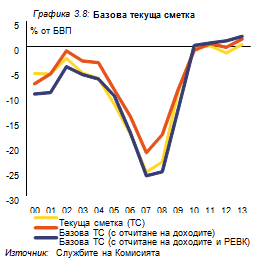 Графика 3.8: Базова текуща сметка
% от БВП
5
0
-5
-10
-15
-20
-25
-30
00 01 02 03 04 05 06 07 08 09 10 11 12 13
Текуща сметка (ТС)
Базова ТС (с отчитане на доходите)
Базова ТС (с отчитане на доходите и РЕВК)
Източник: Службите на Комисията